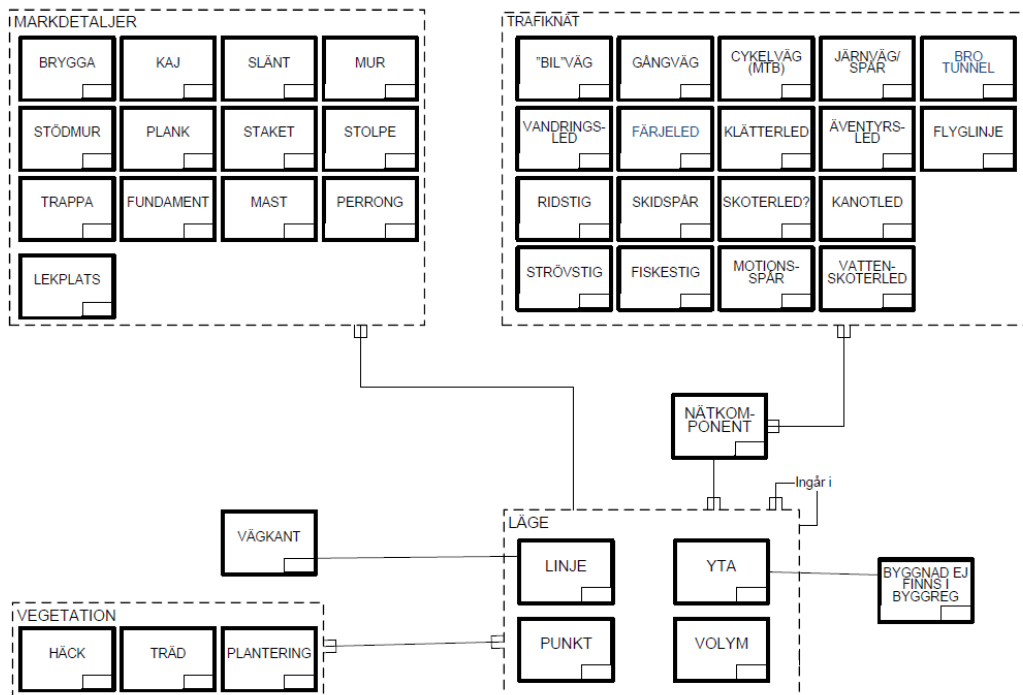 MARKDETALJER
BRYGGA
KAJ
SLÄNT
MUR
STÖDMUR
PLANK
STAKET
STOLPE
TRAPPA
FUNDAMENT
MAST
PERRONG
LEKPLATS
TRAFIKNÄT
"BIL"VÄG
GÅNGVÄG
CYKELVÄG
(MTB)
JÄRNVÄG/
SPÅR
BRO
TUNNEL
VANDRINGS-
LED
FÄRJELED
KLÄTTERLED
ÄVENTYRS-
LED
FLYGLINJE
RIDSTIG
SKIDSPÅR
SKOTERLED?
KANOTLED
STRÖVSTIG
FISKESTIG
MOTIONS-
SPÅR
VATTEN-
SKOTERLED
NÄTKOM-
PONENT
Ingår i
VÄGKANT
LÄGE
LINJE
YTA
PUNKT
VOLYM
BYGGNAD EJ
FINNS I
BYGGREG
VEGETATION
HÄCK
TRÄD
PLANTERING